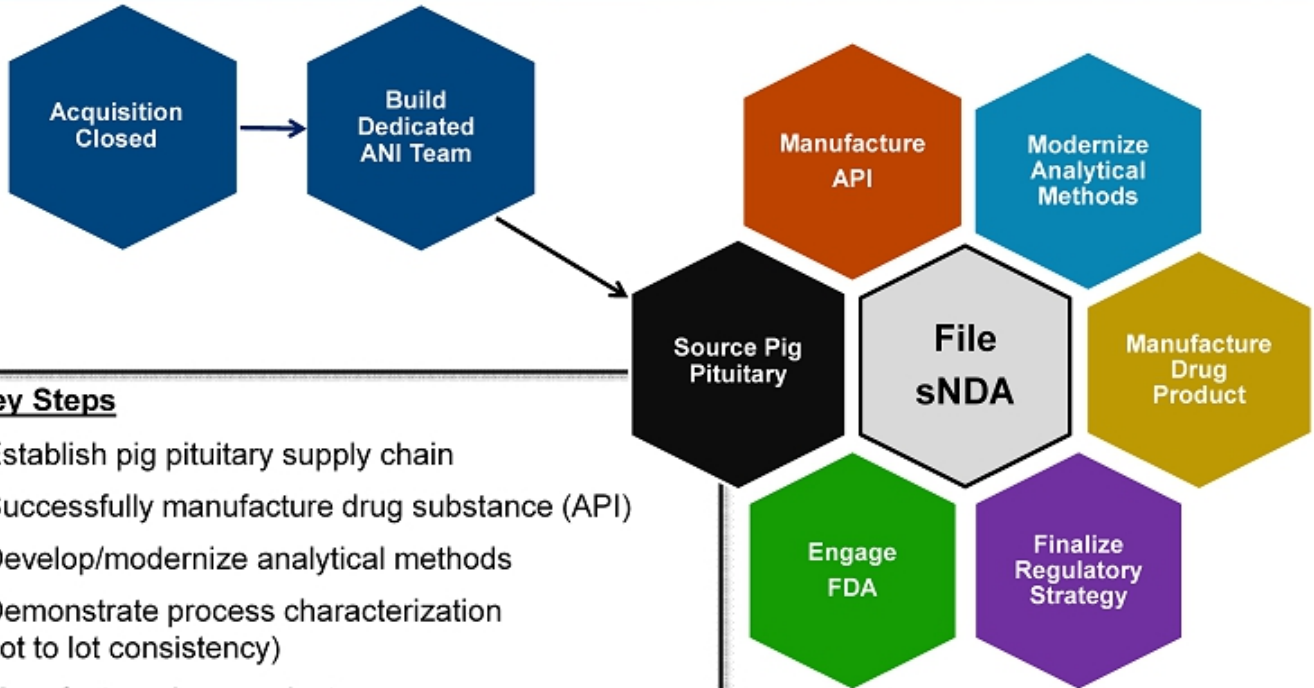 Acquisition
Closed
Build
Dedicated
ANI Team
Manufacture
API
Modernize
Analytical
Methods
Source Pig
Pituitary
File
sNDA
Manufacture
Drug
Product
Engage
FDA
Finalize
Regulatory
Strategy
ey Steps
Establish pig pituitary supply chain
Successfully manufacture drug substance (API)
Develop/modernize analytical methods
Demonstrate process characterization
ot to lot consistency)